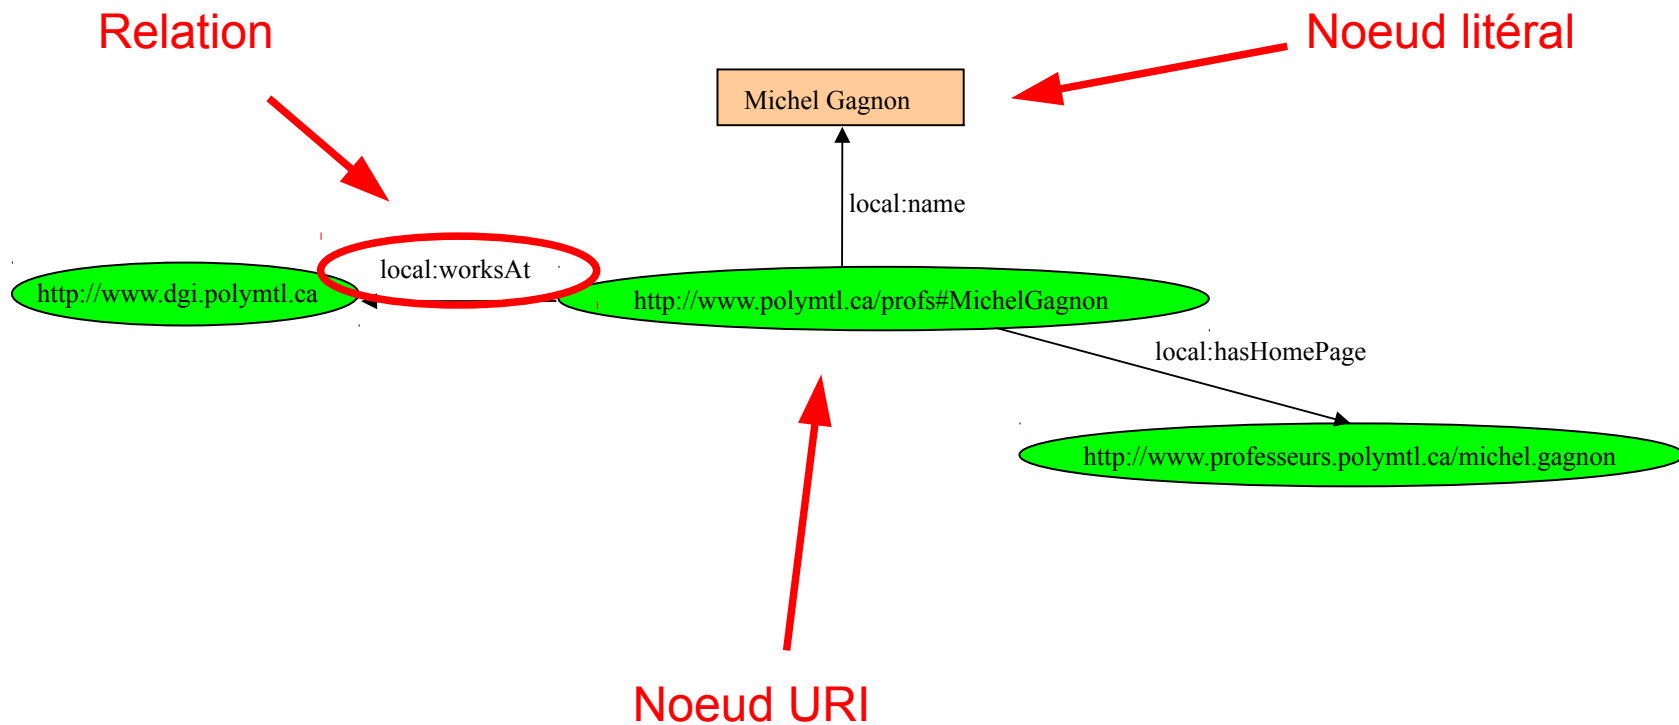 Relation
Noeud litéral
Michel Gagnon
local:name
local:worksAt
http://www.dgi.polymtl.ca
http://www.polymtl.ca/profs#MichelGagnon
local:hasHomePage
http://www.professeurs.polymtl.ca/michel.gagnon
Noeud URI